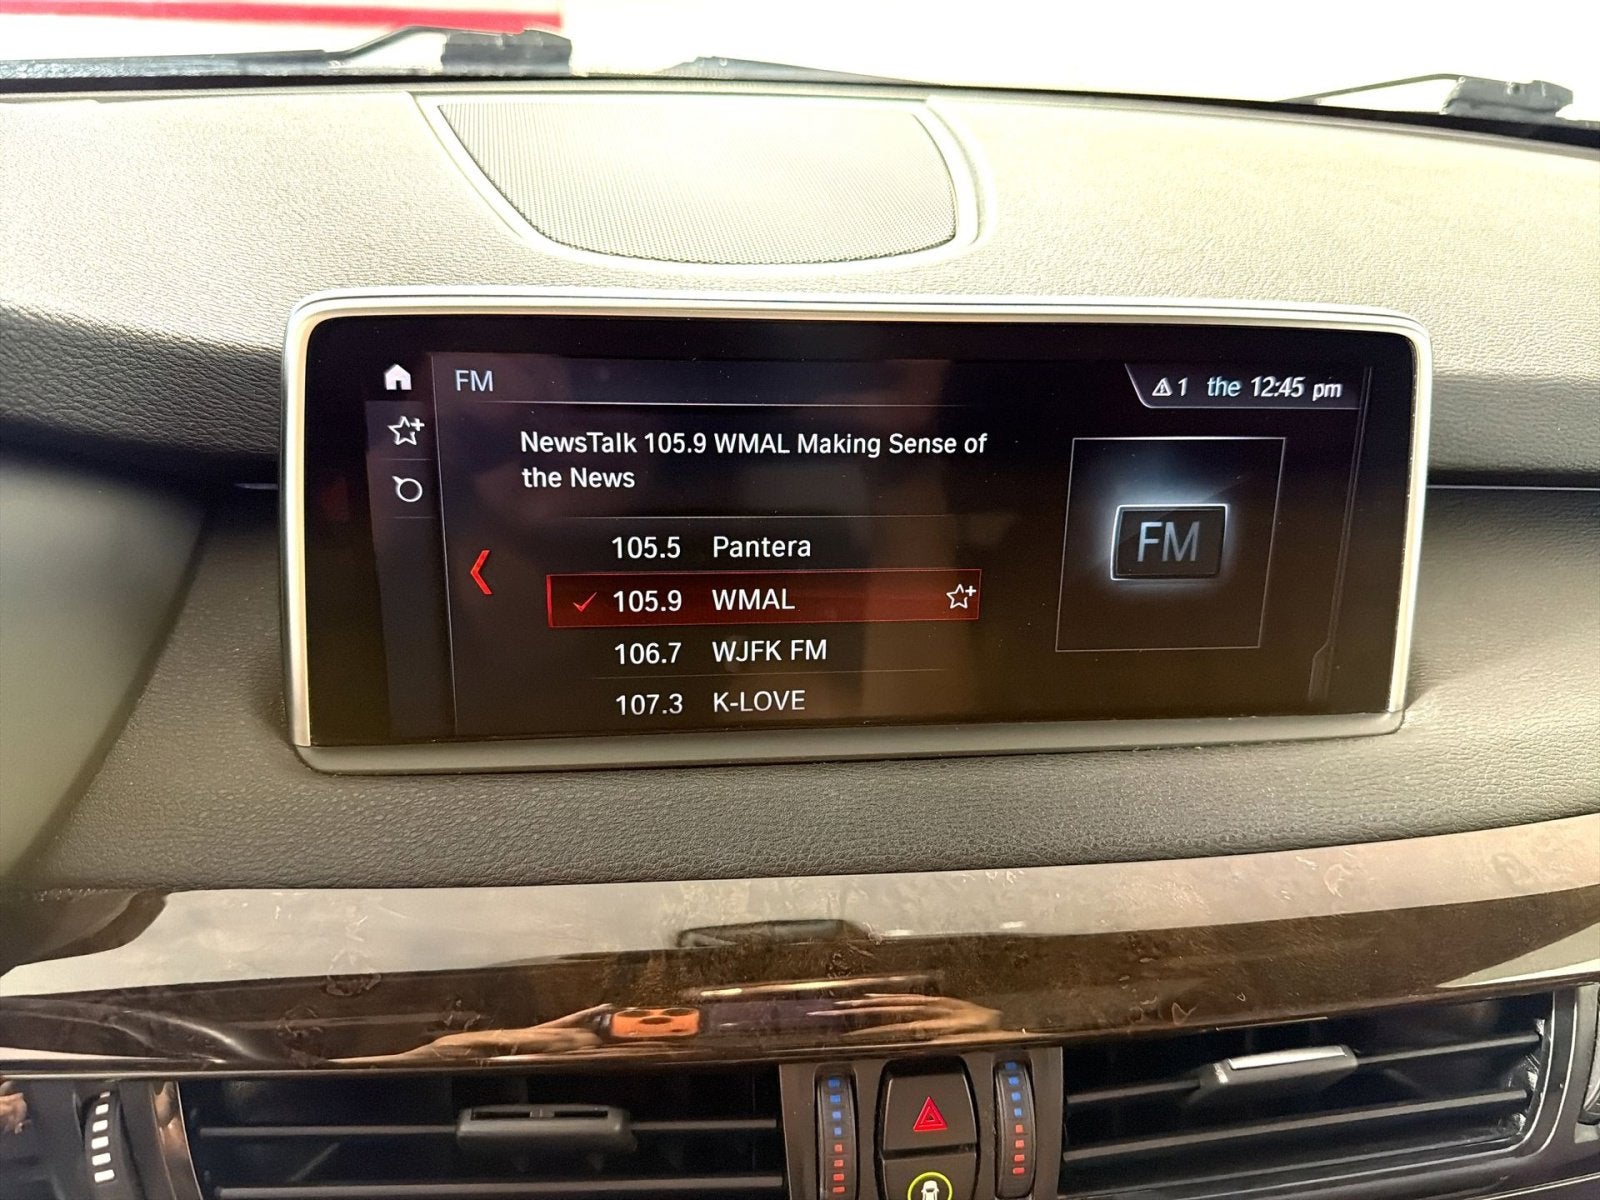 FM
1 the 12:45 pm
NewsTalk 105.9 WMAL Making Sense of
the News
105.5 Pantera
105.9 WMAL
106.7 WJFK FM
107.3 K-LOVE
FM